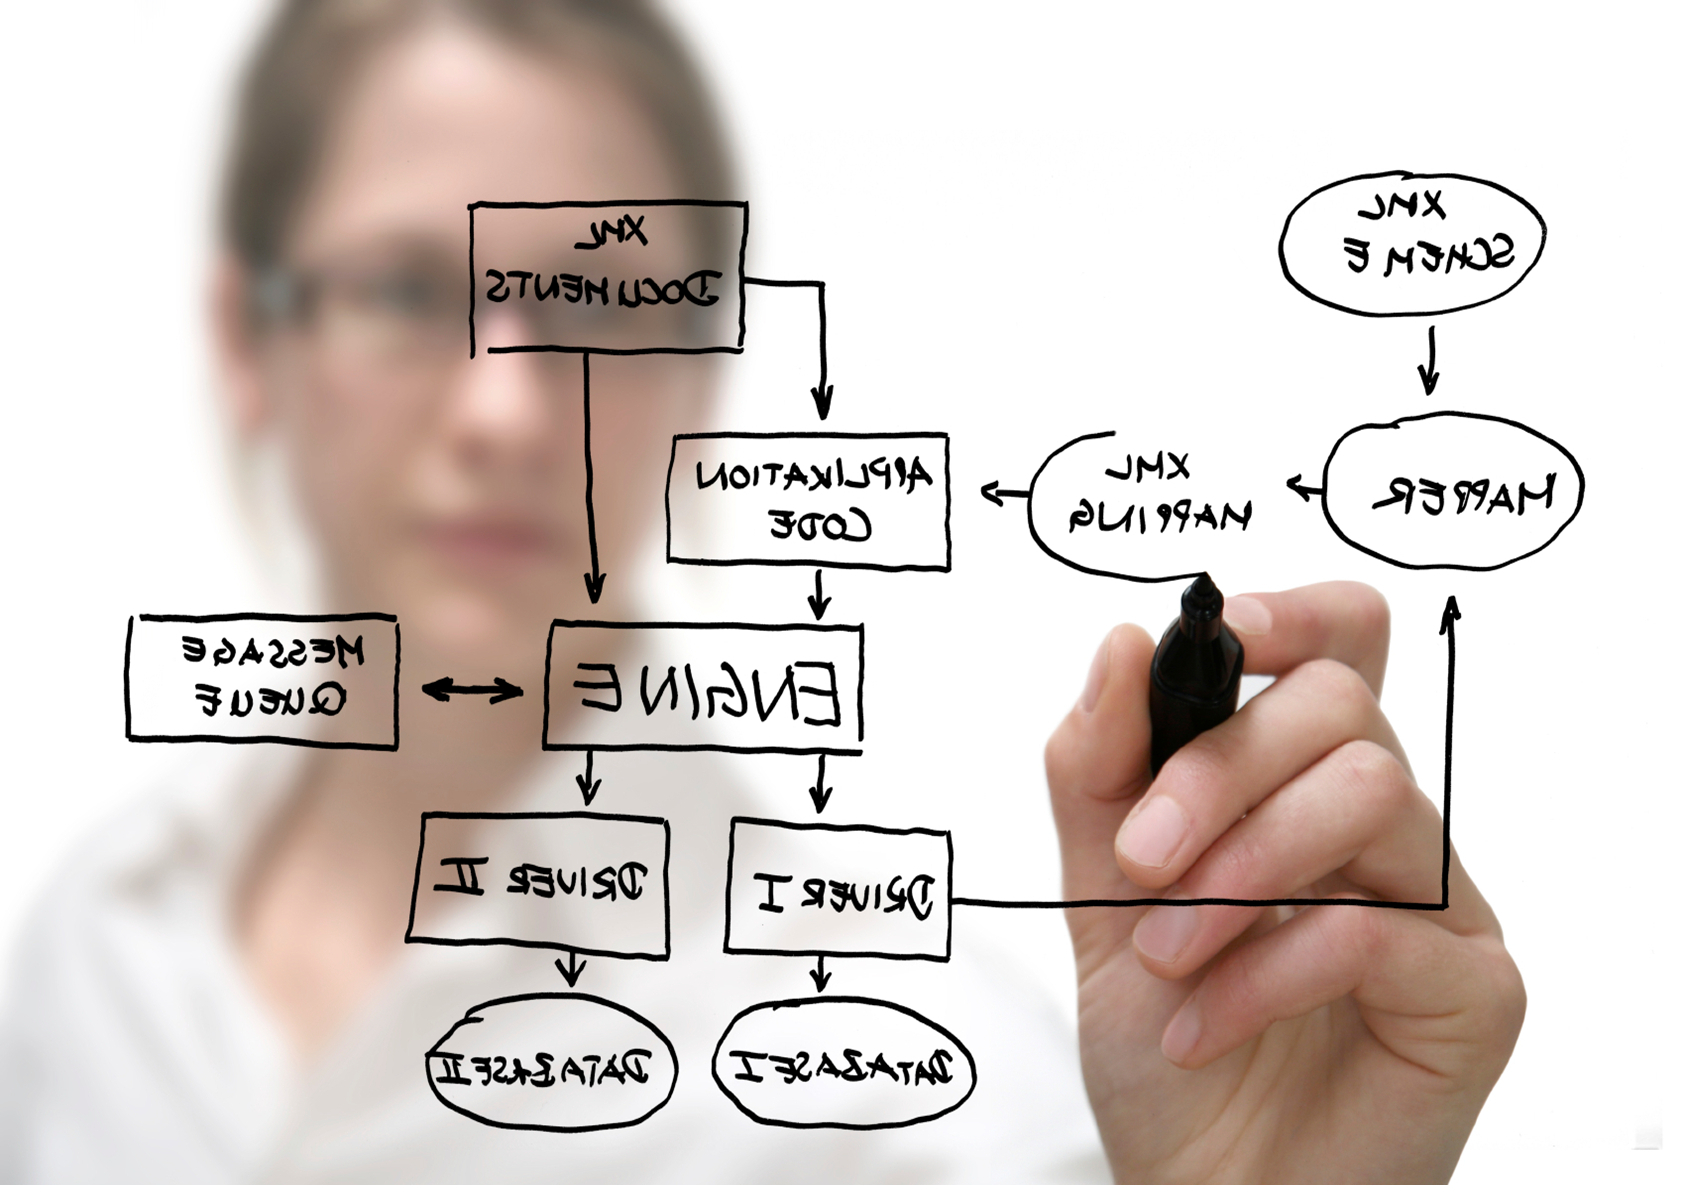 XML
SCHEME
XML
DOCUMENTS
MAPPER
XML
MAPPING
APPLIKATION
CODE
MESSAGE
QUEUE
ENGINE
DRIVER I
DRIVER II
DATABASE I
DATABASE II